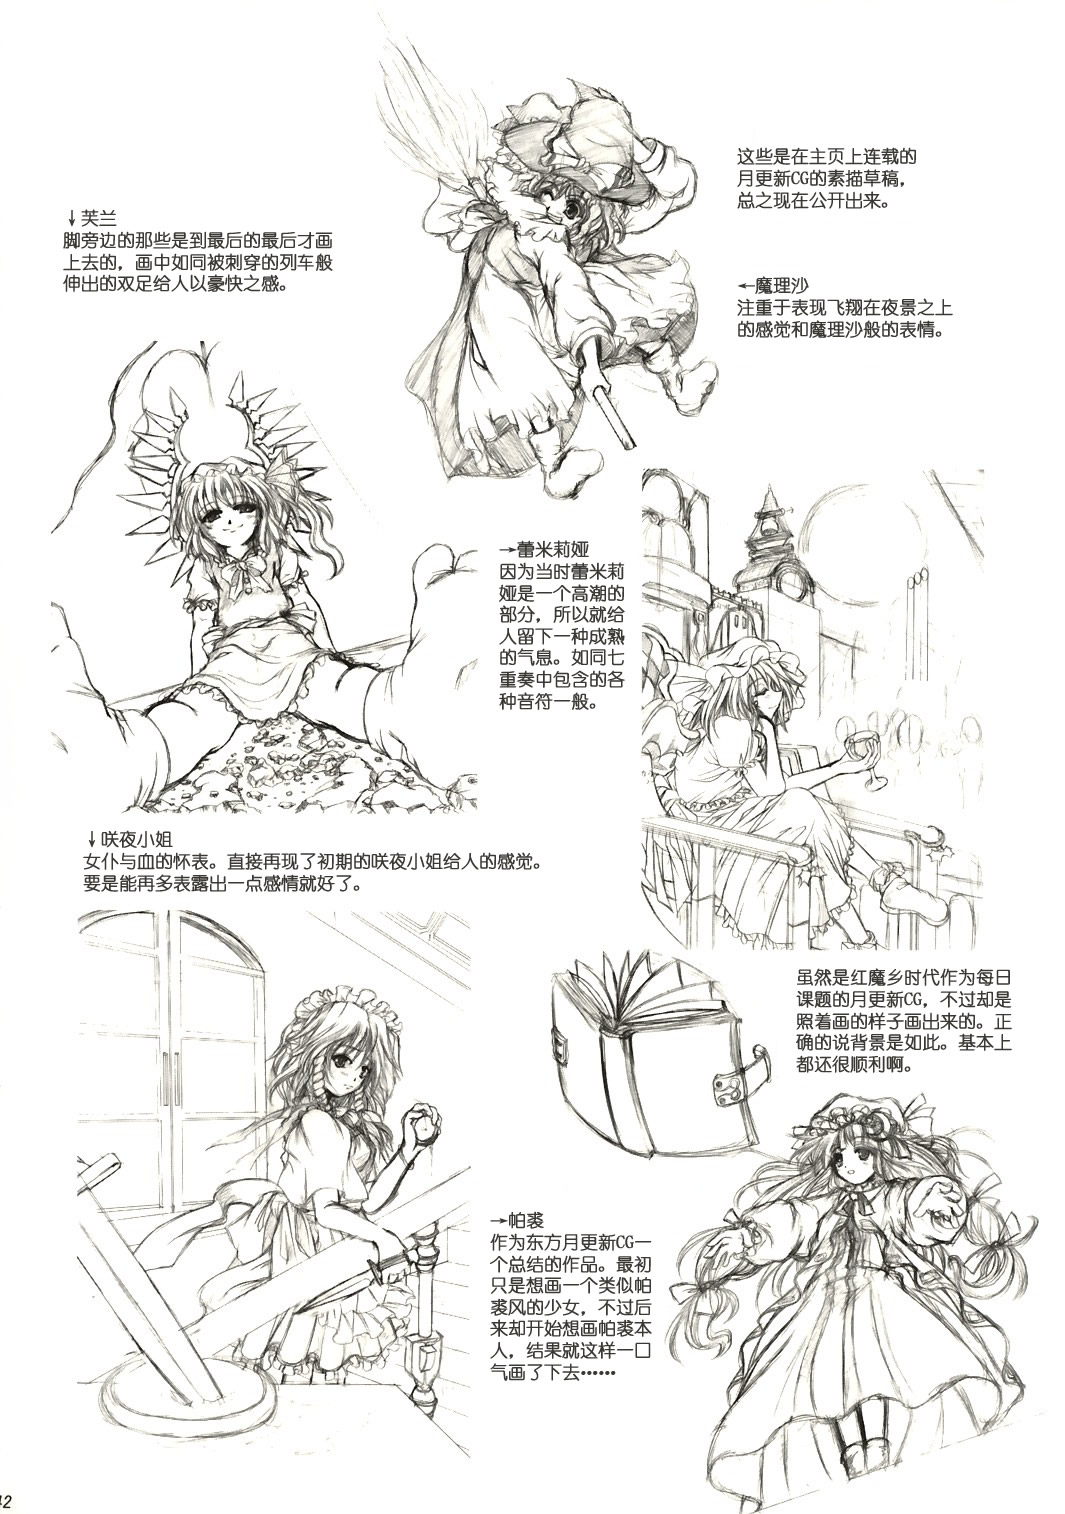 这些是在主页上连载的
月更新CG的素描草稿，
总之现在公开出来。
↓芙兰
脚旁边的那些是到最后的最后才画
上去的，画中如同被刺穿的列车般
伸出的双足给人以豪快之感。
←魔理沙
注重于表现飞翔在夜景之上
的感觉和魔理沙般的表情。
→蕾米莉娅
因为当时蕾米莉
娅是一个高潮的
部分，所以就给
人留下一种成熟
的气息。如同七
重奏中包含的各
种音符一般。
↓咲夜小姐
女仆与血的怀表。直接再现了初期的咲夜小姐给人的感觉。
要是能再多表露出一点感情就好了。
虽然是红魔乡时代作为每日
课题的月更新CG，不过却是
照着画的样子画出来的。正
确的说背景是如此。基本上
都还很顺利啊。
→帕裘
作为东方月更新CG一
个总结的作品。最初
只是想画一个类似帕
裘风的少女，不过后
来却开始想画帕裘本
人，结果就这样一口
气画了下去……
42